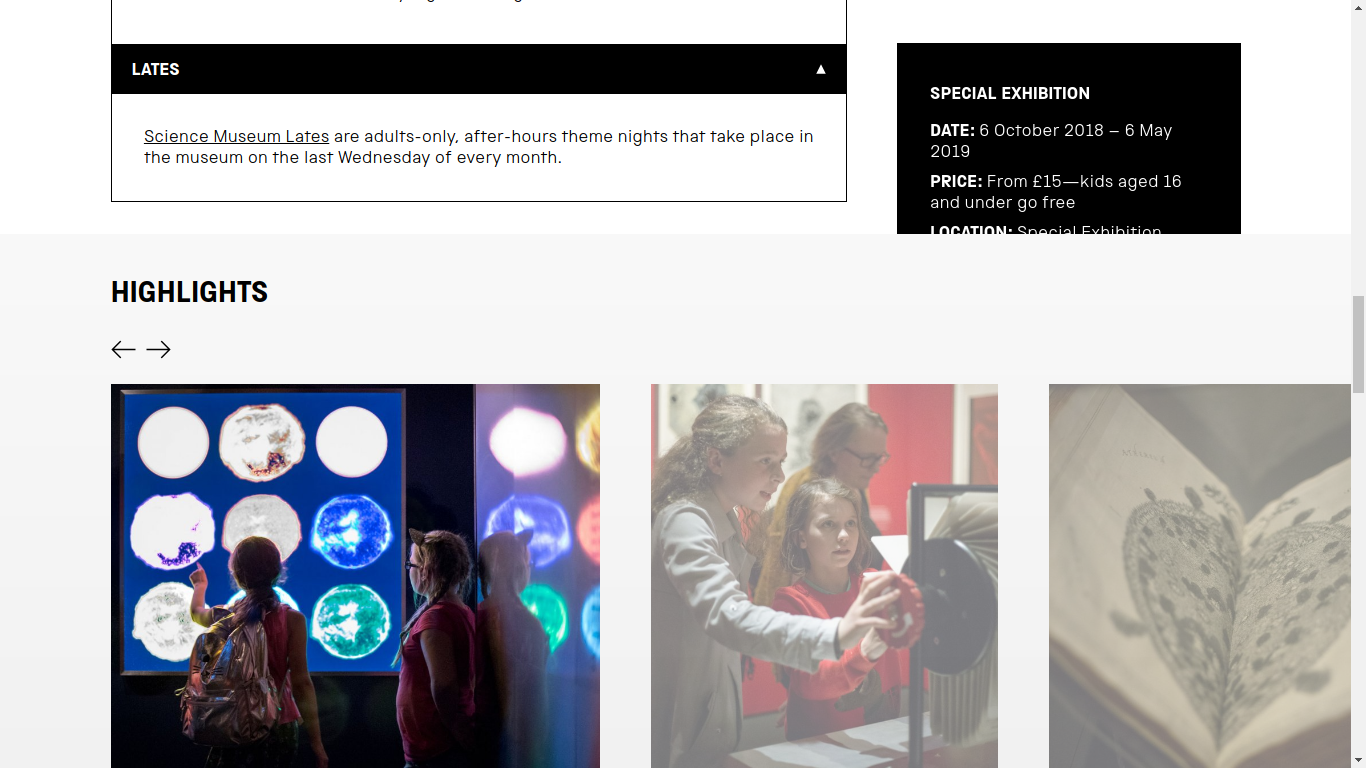 LATES ▲
Science Museum Lates are adults-only, after-hours theme nights that take place in
the museum on the last Wednesday of every month.
SPECIAL EXHIBITION
DATE: 6 October 2018 – 6 May
2019
PRICE: From £15—kids aged 16
and under go free
LOCATION: Special Exhibition
HIGHLIGHTS